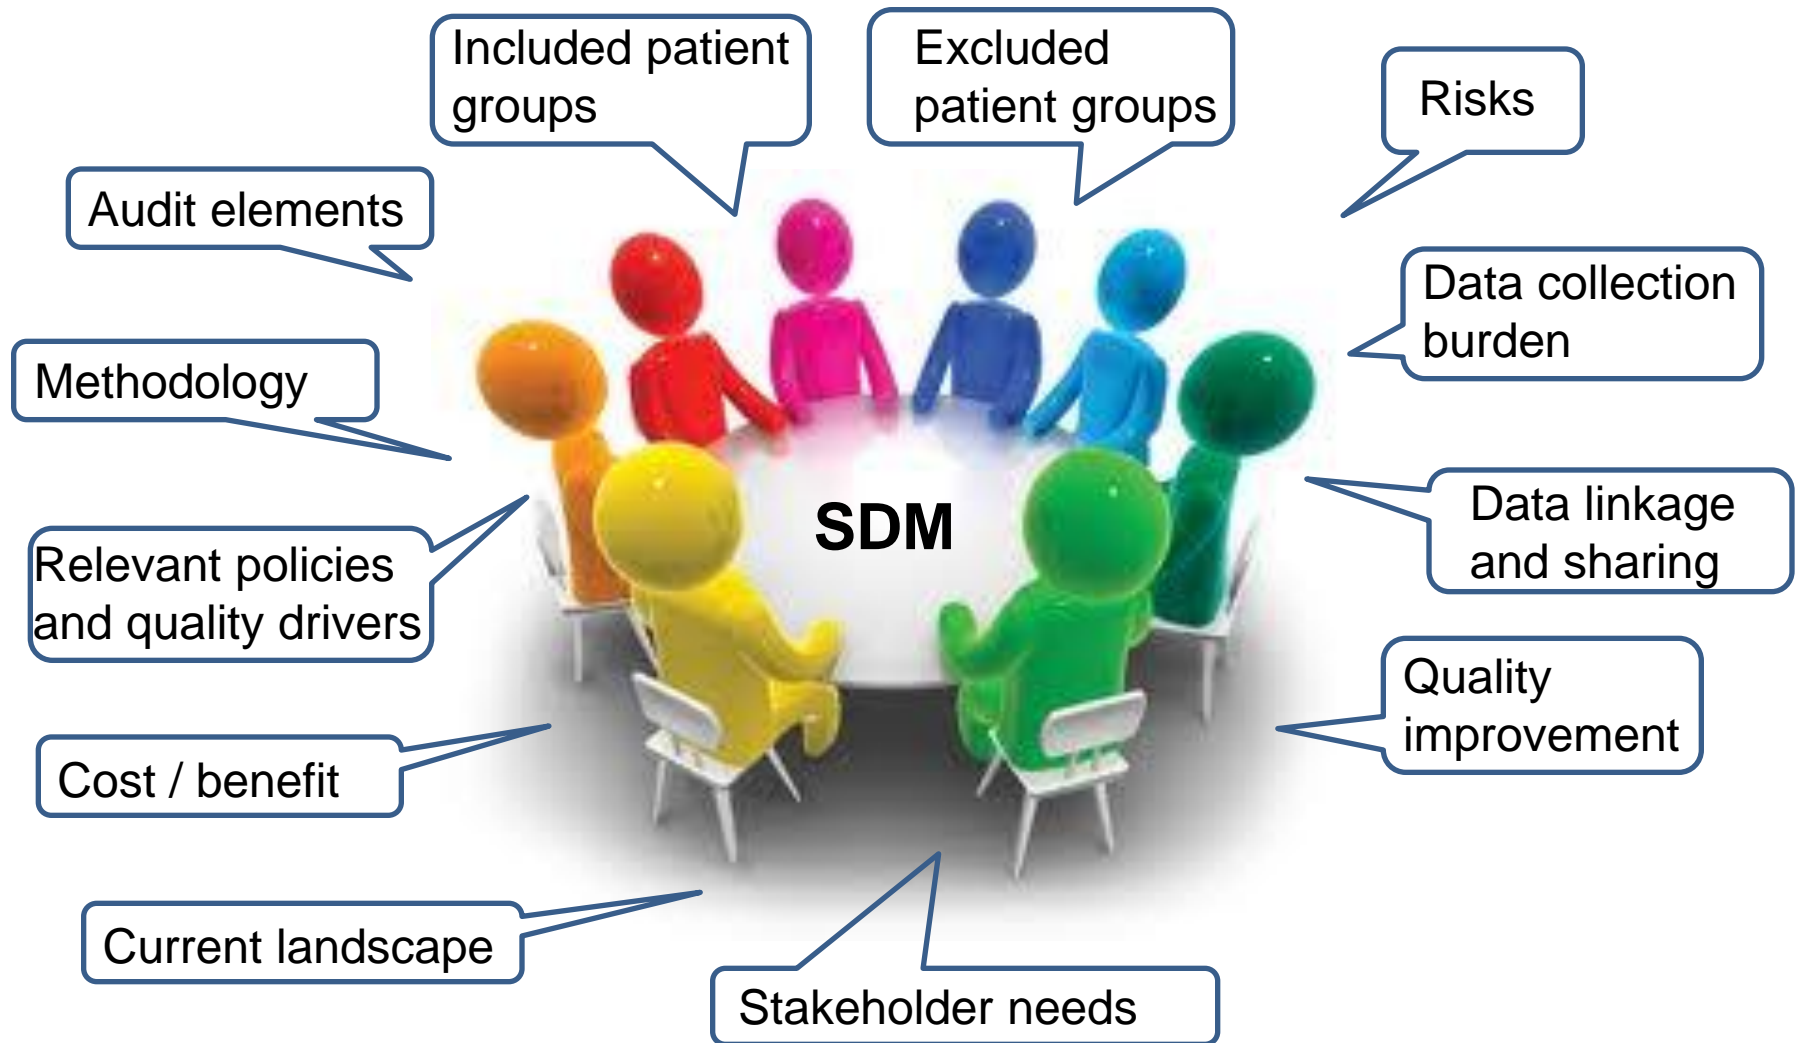 Included patient
groups
Excluded
patient groups
Risks
Audit elements
Data collection
burden
Methodology
SDM
Data linkage
and sharing
Relevant policies
and quality drivers
Quality
improvement
Cost / benefit
Current landscape
Stakeholder needs